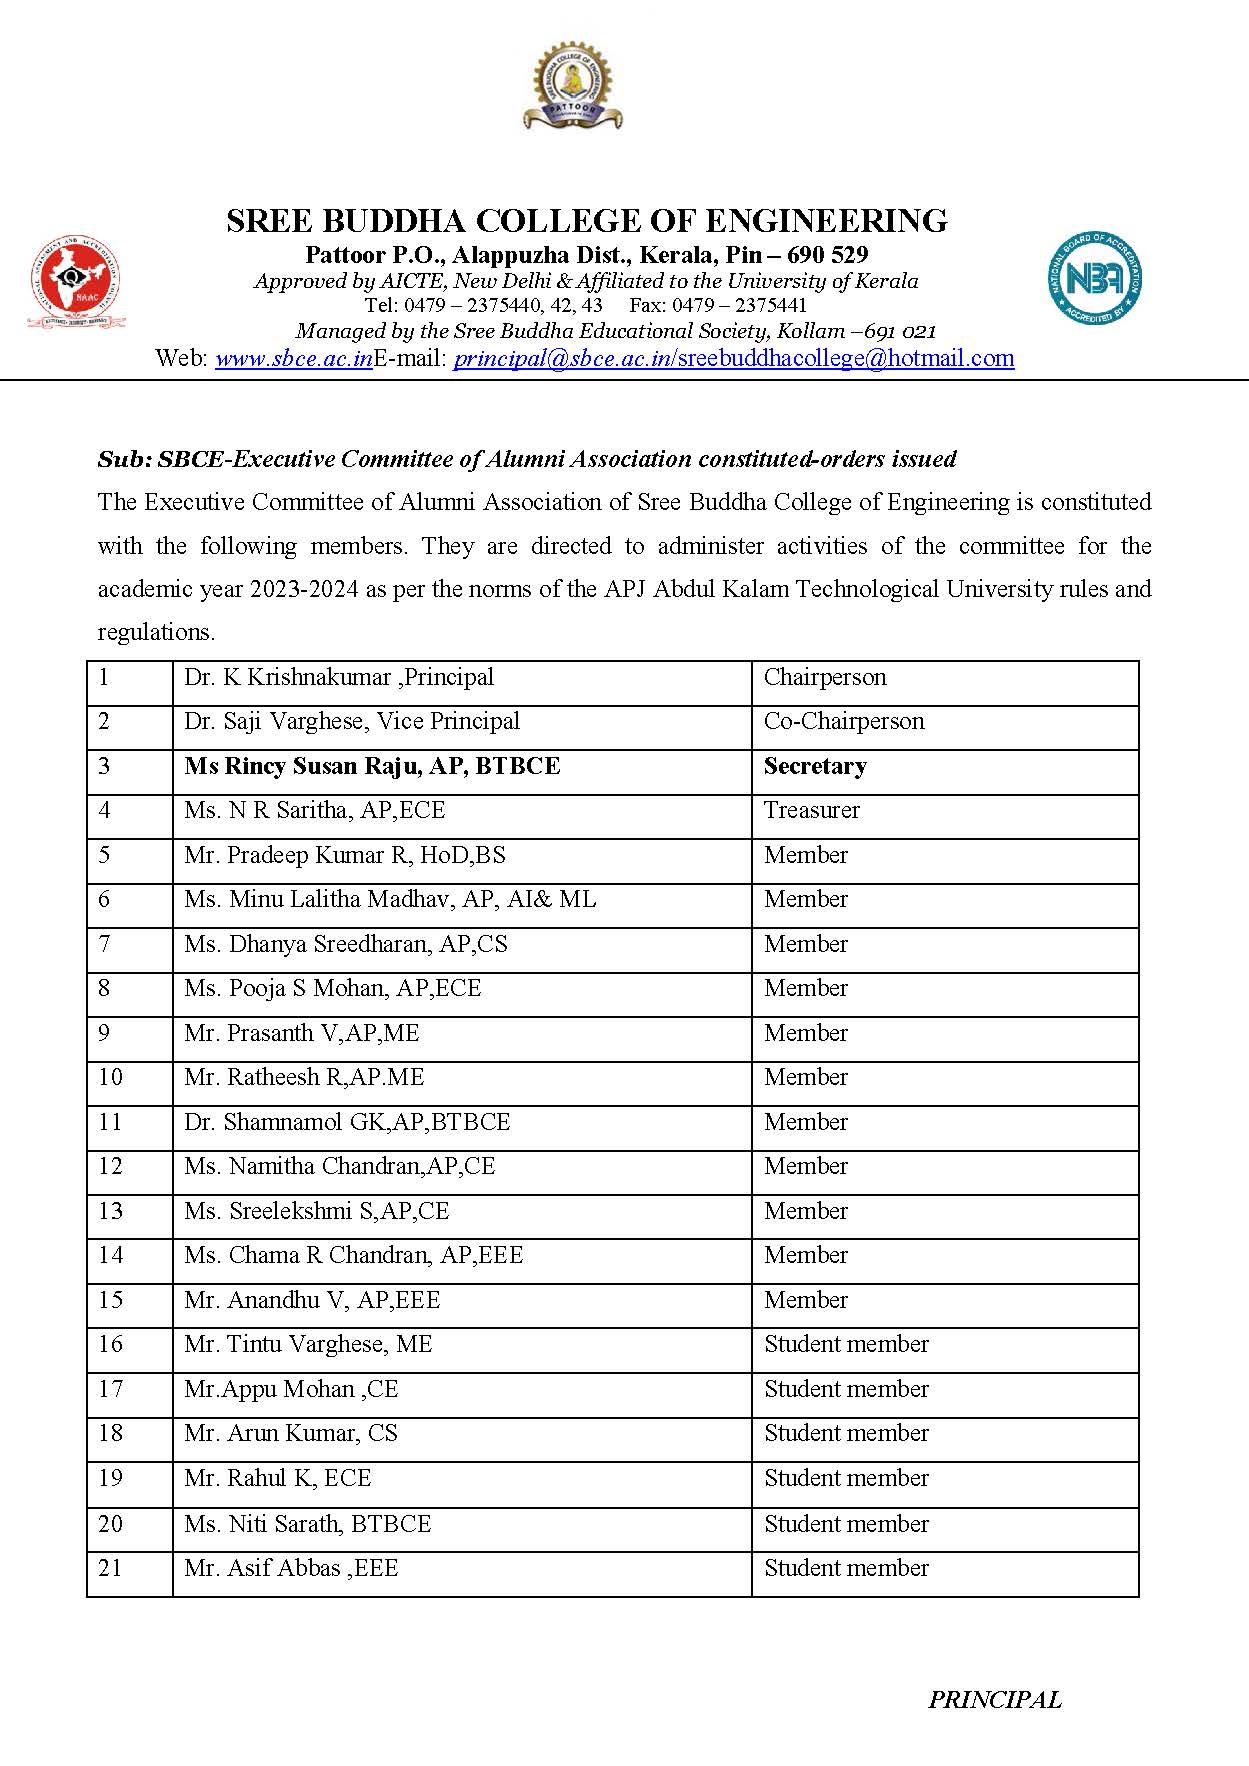 SREE BUDDHA COLLEGE OF ENGINEERING
PATTOOR
SREE BUDDHA COLLEGE OF ENGINEERING
Pattoor P.O., Alappuzha Dist., Kerala, Pin – 690 529
Approved by AICTE, New Delhi & Affiliated to the University of Kerala
Tel: 0479 – 2375440, 42, 43 Fax: 0479 – 2375441
Managed by the Sree Buddha Educational Society, Kollam –691 021
Web: www.sbce.ac.inE-mail: principal@sbce.ac.in/sreebuddhacollege@hotmail.com
NATIONAL ASSESSMENT AND ACCREDITATION COUNCIL
NAAC
NATIONAL BOARD OF ACCREDITATION
NBA
ACCREDITED BY
Sub: SBCE-Executive Committee of Alumni Association constituted-orders issued
The Executive Committee of Alumni Association of Sree Buddha College of Engineering is constituted
with the following members. They are directed to administer activities of the committee for the
academic year 2023-2024 as per the norms of the APJ Abdul Kalam Technological University rules and
regulations.
1 Dr. K Krishnakumar ,Principal Chairperson
2 Dr. Saji Varghese, Vice Principal Co-Chairperson
3 Ms Rincy Susan Raju, AP, BTBCE Secretary
4 Ms. N R Saritha, AP,ECE Treasurer
5 Mr. Pradeep Kumar R, HoD,BS Member
6 Ms. Minu Lalitha Madhav, AP, AI& ML Member
7 Ms. Dhanya Sreedharan, AP,CS Member
8 Ms. Pooja S Mohan, AP,ECE Member
9 Mr. Prasanth V,AP,ME Member
10 Mr. Ratheesh R,AP.ME Member
11 Dr. Shamnamol GK,AP,BTBCE Member
12 Ms. Namitha Chandran,AP,CE Member
13 Ms. Sreelekshmi S,AP,CE Member
14 Ms. Chama R Chandran, AP,EEE Member
15 Mr. Anandhu V, AP,EEE Member
16 Mr. Tintu Varghese, ME Student member
17 Mr.Appu Mohan ,CE Student member
18 Mr. Arun Kumar, CS Student member
19 Mr. Rahul K, ECE Student member
20 Ms. Niti Sarath, BTBCE Student member
21 Mr. Asif Abbas ,EEE Student member
PRINCIPAL